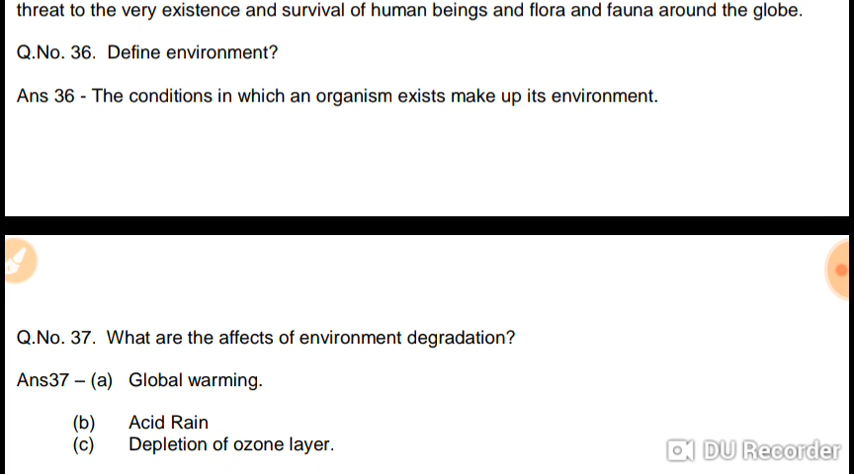 threat to the very existence and survival of human beings and flora and fauna around the globe.
Q.No. 36. Define environment?
Ans 36 - The conditions in which an organism exists make up its environment.
Q.No. 37. What are the affects of environment degradation?
Ans37 – (a) Global warming.
(b) Acid Rain
(c) Depletion of ozone layer.
DU Recorder